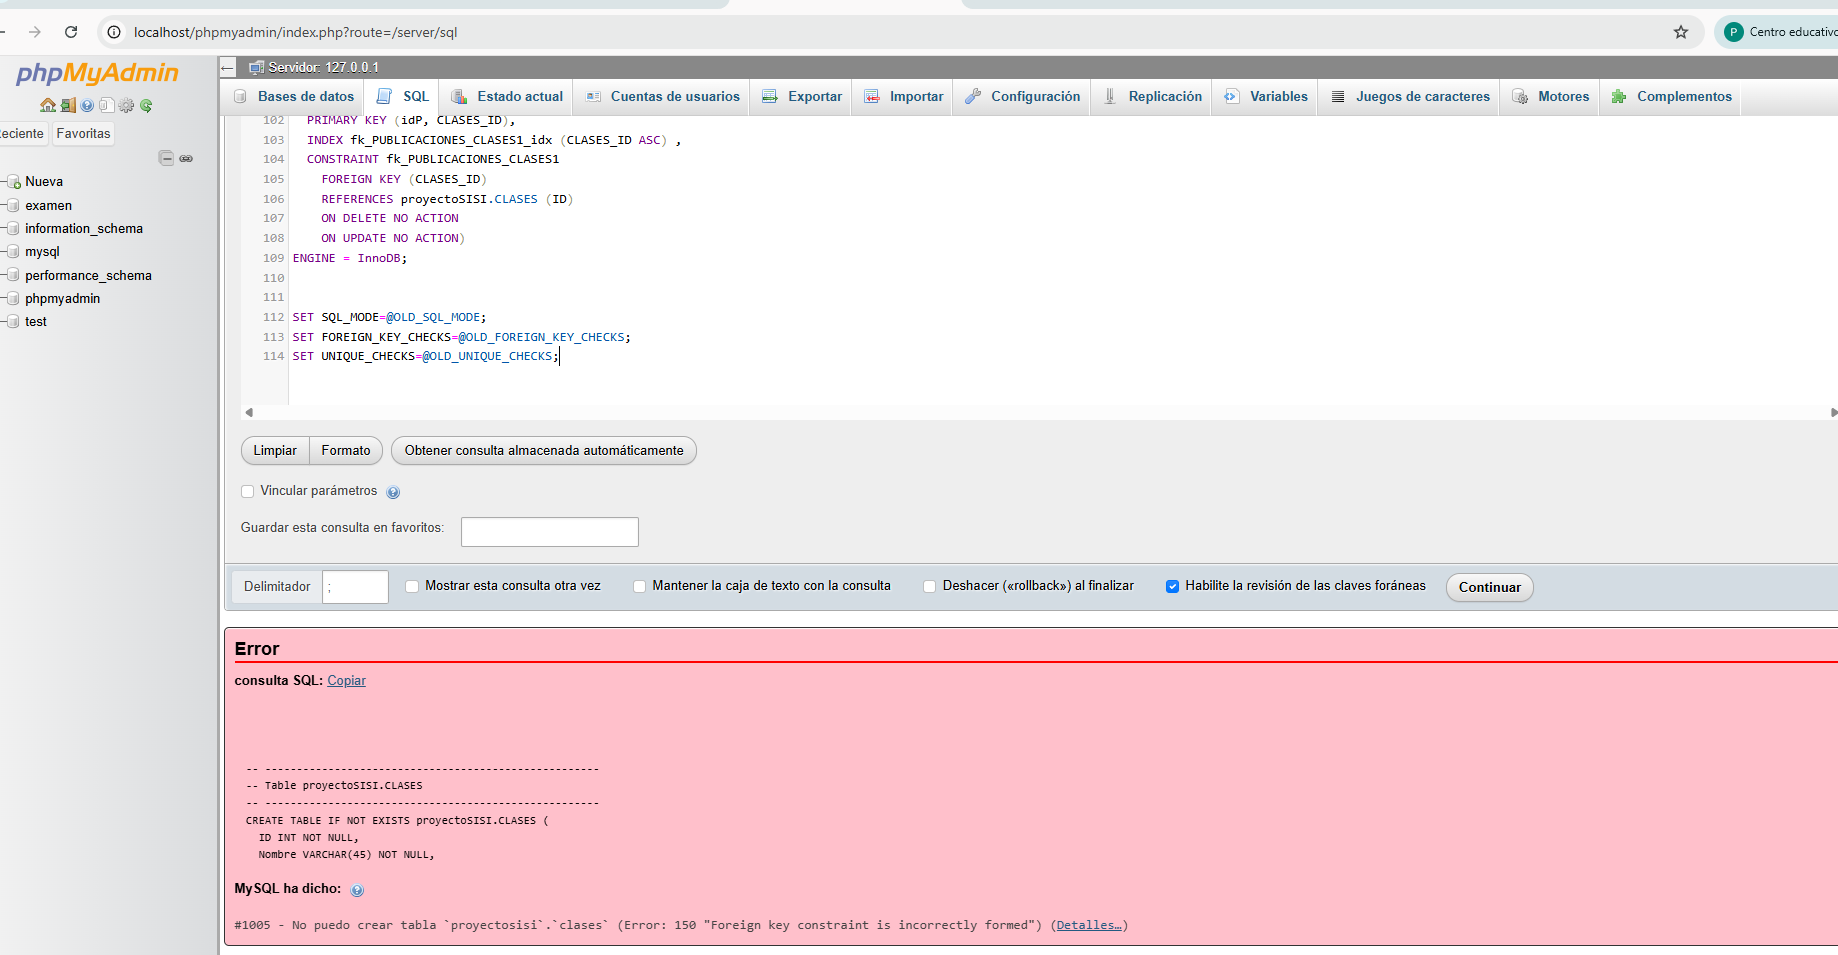 localhost/phpmyadmin/index.php?route=/server/sql
P Centro educativo
phpMyAdmin
Servidor: 127.0.0.1
Bases de datos SQL Estado actual Cuentas de usuarios Exportar Importar Configuración Replicación Variables Juegos de caracteres Motores Complementos
eciente Favoritas
Nueva
examen
information_schema
mysql
performance_schema
phpmyadmin
test
102 PRIMARY KEY (idP, CLASES_ID),
103 INDEX fk_PUBLICACIONES_CLASES1_idx (CLASES_ID ASC) ,
104 CONSTRAINT fk_PUBLICACIONES_CLASES1
105 FOREIGN KEY (CLASES_ID)
106 REFERENCES proyectoSISI.CLASES (ID)
107 ON DELETE NO ACTION
108 ON UPDATE NO ACTION)
109 ENGINE = InnoDB;
110
111
112 SET SQL_MODE=@OLD_SQL_MODE;
113 SET FOREIGN_KEY_CHECKS=@OLD_FOREIGN_KEY_CHECKS;
114 SET UNIQUE_CHECKS=@OLD_UNIQUE_CHECKS;
Limpiar Formato Obtener consulta almacenada automáticamente
Vincular parámetros
Guardar esta consulta en favoritos:
Delimitador ; Mostrar esta consulta otra vez Mantener la caja de texto con la consulta Deshacer («rollback») al finalizar Habilite la revisión de las claves foráneas Continuar
Error
consulta SQL: Copiar
-- -----------------------------------------------------
-- Table proyectoSISI.CLASES
-- -----------------------------------------------------
CREATE TABLE IF NOT EXISTS proyectoSISI.CLASES (
ID INT NOT NULL,
Nombre VARCHAR(45) NOT NULL,
MySQL ha dicho:
#1005 - No puedo crear tabla `proyectosisi`.`clases` (Error: 150 "Foreign key constraint is incorrectly formed") (Detalles…)